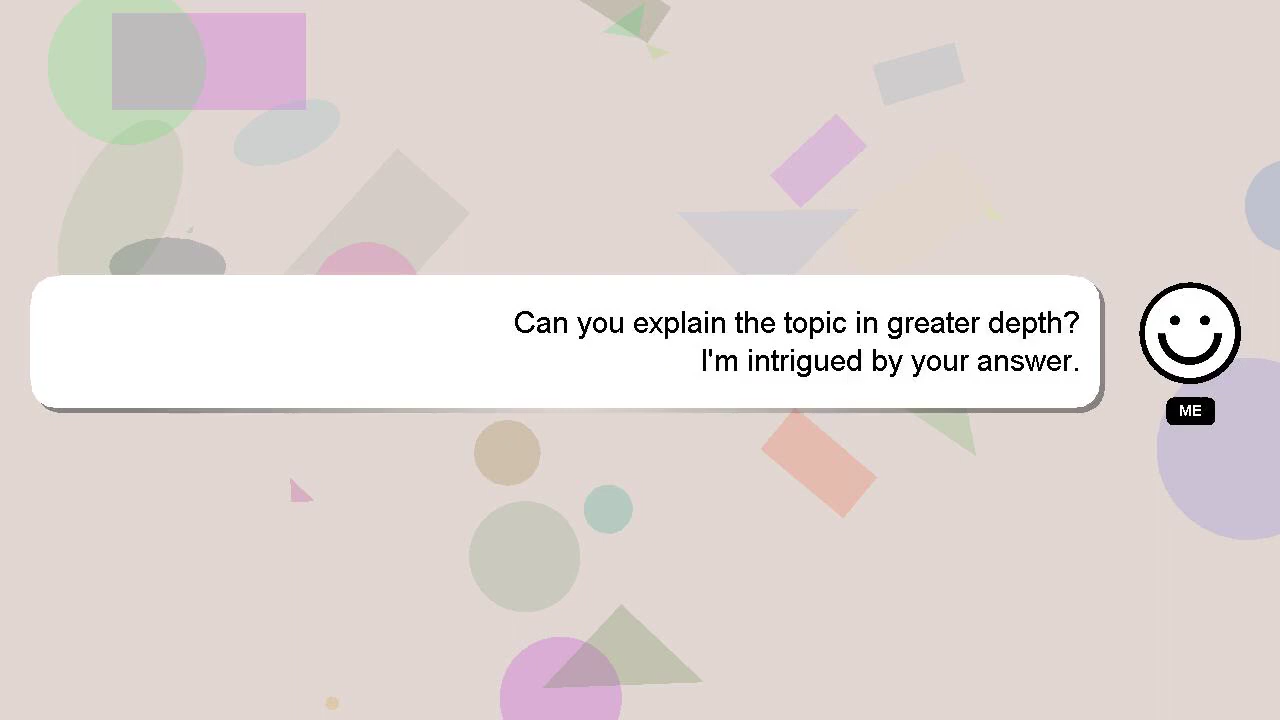 Can you explain the topic in greater depth?
I'm intrigued by your answer.
ME